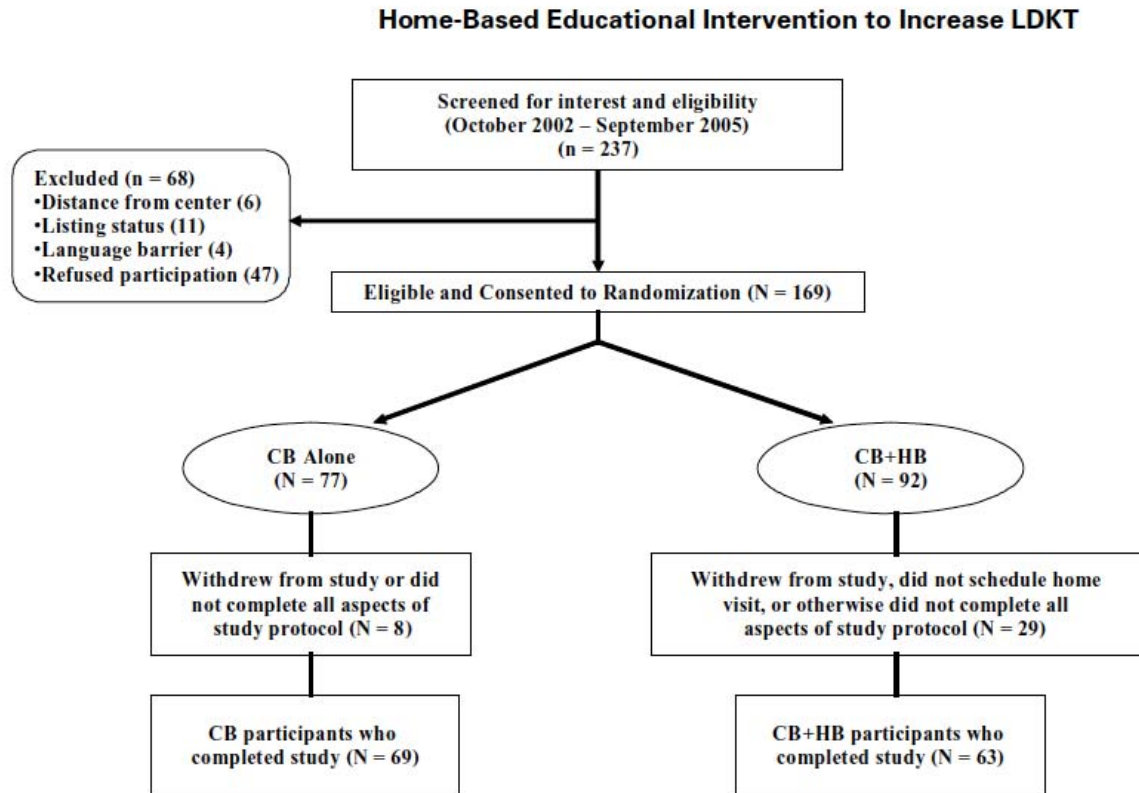 Home-Based Educational Intervention to Increase LDKT
Screened for interest and eligibility
(October 2002 – September 2005)
(n = 237)
Excluded (n = 68)
•Distance from center (6)
•Listing status (11)
•Language barrier (4)
•Refused participation (47)
Eligible and Consented to Randomization (N = 169)
CB Alone
(N = 77)
CB+HB
(N = 92)
Withdrew from study or did
not complete all aspects of
study protocol (N = 8)
Withdrew from study, did not schedule home
visit, or otherwise did not complete all
aspects of study protocol (N = 29)
CB participants who
completed study (N = 69)
CB+HB participants who
completed study (N = 63)